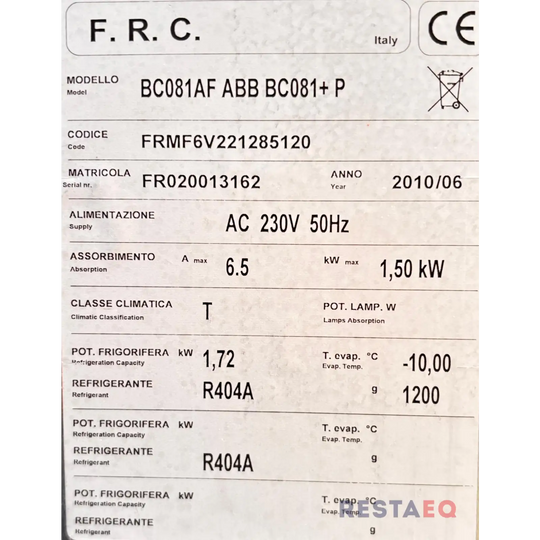 F. R. C.
Italy
CE
MODELLO
Model
BC081AF ABB BC081+ P
CODICE
Code
FRMF6V221285120
MATRICOLA
Serial nr.
FR020013162
ANNO
Year
2010/06
ALIMENTAZIONE
Supply
AC 230V 50Hz
ASSORBIMENTO
Absorption
A max
6.5
kW max
1,50 kW
CLASSE CLIMATICA
Climatic Classification
T
POT. LAMP. W
Lamps Absorption
POT. FRIGORIFERA kW
Refrigeration Capacity
1,72
T. evap. °C
Evap. Temp.
-10,00
REFRIGERANTE
Refrigerant
R404A
g
1200
POT. FRIGORIFERA kW
Refrigeration Capacity
T. evap. °C
Evap. Temp.
REFRIGERANTE
Refrigerant
R404A
g
POT. FRIGORIFERA kW
Refrigeration Capacity
T. evap. °C
Evap. Temp.
RESTAEQ
REFRIGERANTE
Refrigerant
g